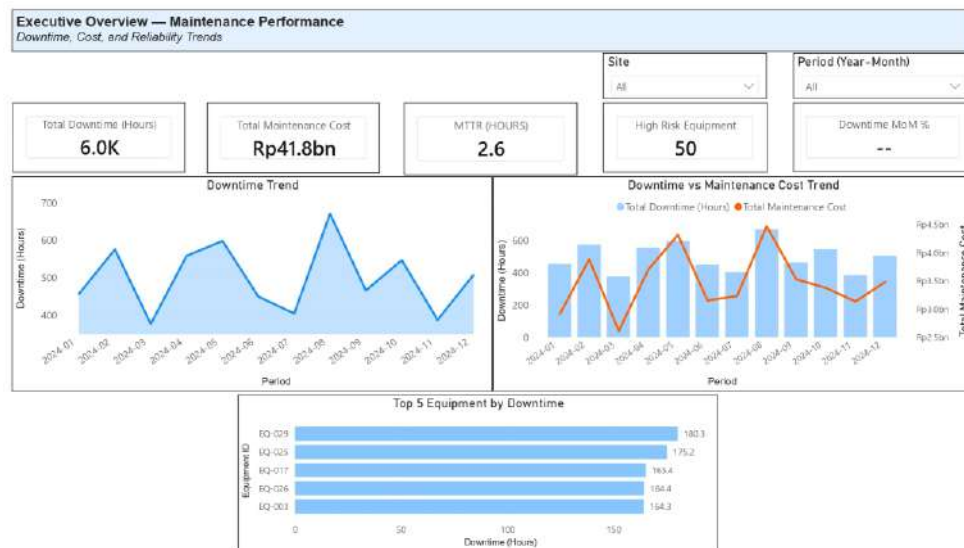 Executive Overview — Maintenance Performance
Downtime, Cost, and Reliability Trends
Site
All
Period (Year-Month)
All
Total Downtime (Hours)
6.0K
Total Maintenance Cost
Rp41.8bn
MTTR (HOURS)
2.6
High Risk Equipment
50
Downtime MoM %
--
Downtime Trend
Downtime (Hours)
700
600
500
400
2024-01
2024-02
2024-03
2024-04
2024-05
2024-06
2024-07
2024-08
2024-09
2024-10
2024-11
2024-12
Period
Downtime vs Maintenance Cost Trend
Total Downtime (Hours)
Total Maintenance Cost
Downtime (Hours)
600
400
200
0
Rp4.5bn
Rp4.0bn
Rp3.5bn
Rp3.0bn
Rp2.5bn
Total Maintenance Cost
2024-01
2024-02
2024-03
2024-04
2024-05
2024-06
2024-07
2024-08
2024-09
2024-10
2024-11
2024-12
Period
Top 5 Equipment by Downtime
Equipment ID
EQ-029
180.3
EQ-025
175.2
EQ-017
165.4
EQ-026
164.4
EQ-003
164.3
0
50
100
150
Downtime (Hours)